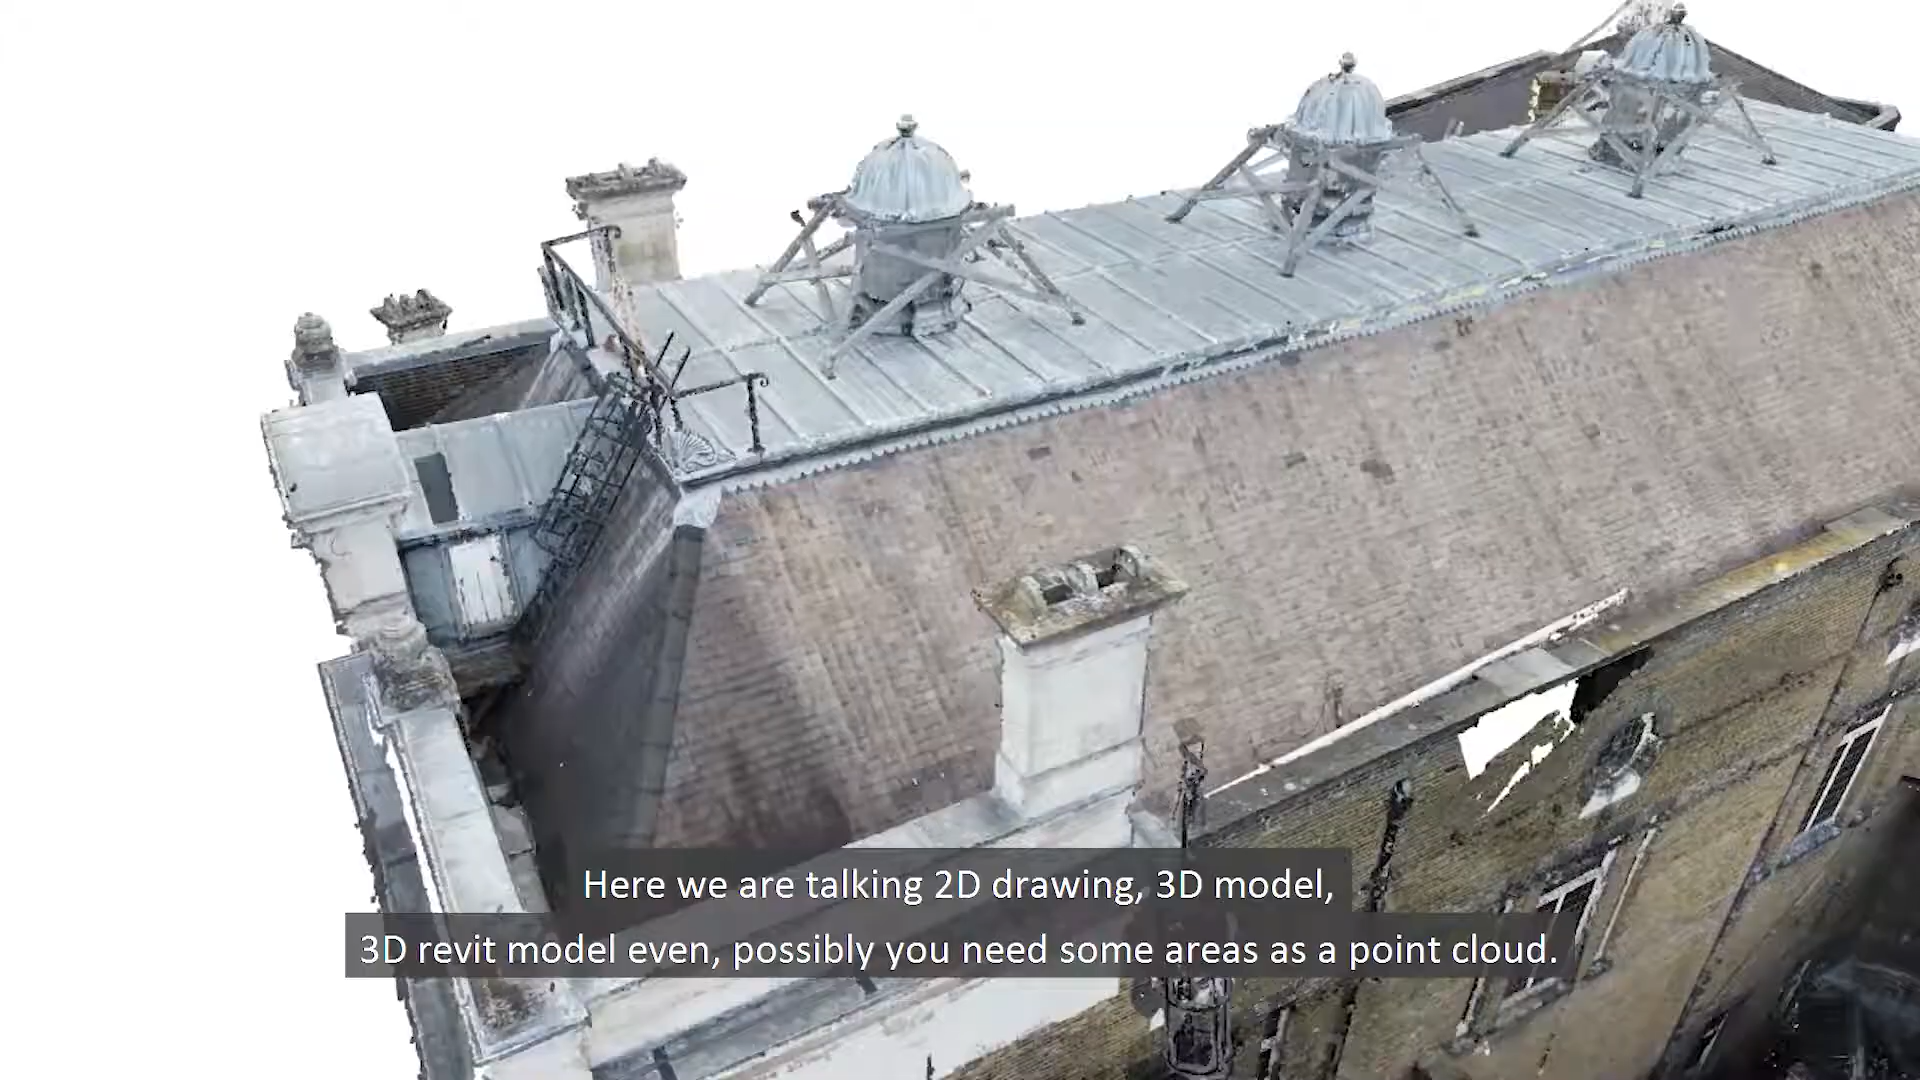 Here we are talking 2D drawing, 3D model,
3D revit model even, possibly you need some areas as a point cloud.